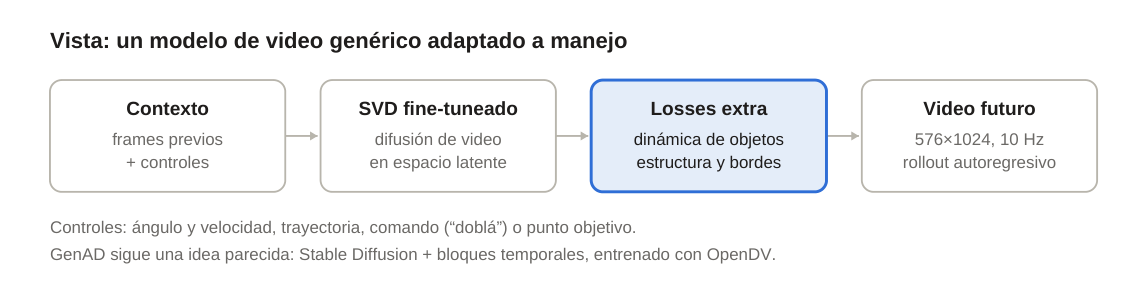 Vista: un modelo de video genérico adaptado a manejo
Contexto
frames previos
+ controles
SVD fine-tuneado
difusión de video
en espacio latente
Losses extra
dinámica de objetos
estructura y bordes
Video futuro
576×1024, 10 Hz
rollout autoregresivo
Controles: ángulo y velocidad, trayectoria, comando (“doblá”) o punto objetivo.
GenAD sigue una idea parecida: Stable Diffusion + bloques temporales, entrenado con OpenDV.